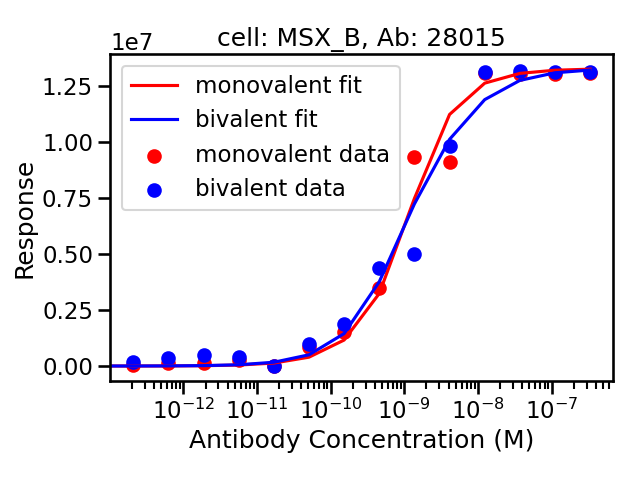 cell: MSX_B, Ab: 28015
1e7
monovalent fit
bivalent fit
monovalent data
bivalent data
Response
1.25
1.00
0.75
0.50
0.25
0.00
10⁻¹² 10⁻¹¹ 10⁻¹⁰ 10⁻⁹ 10⁻⁸ 10⁻⁷
Antibody Concentration (M)